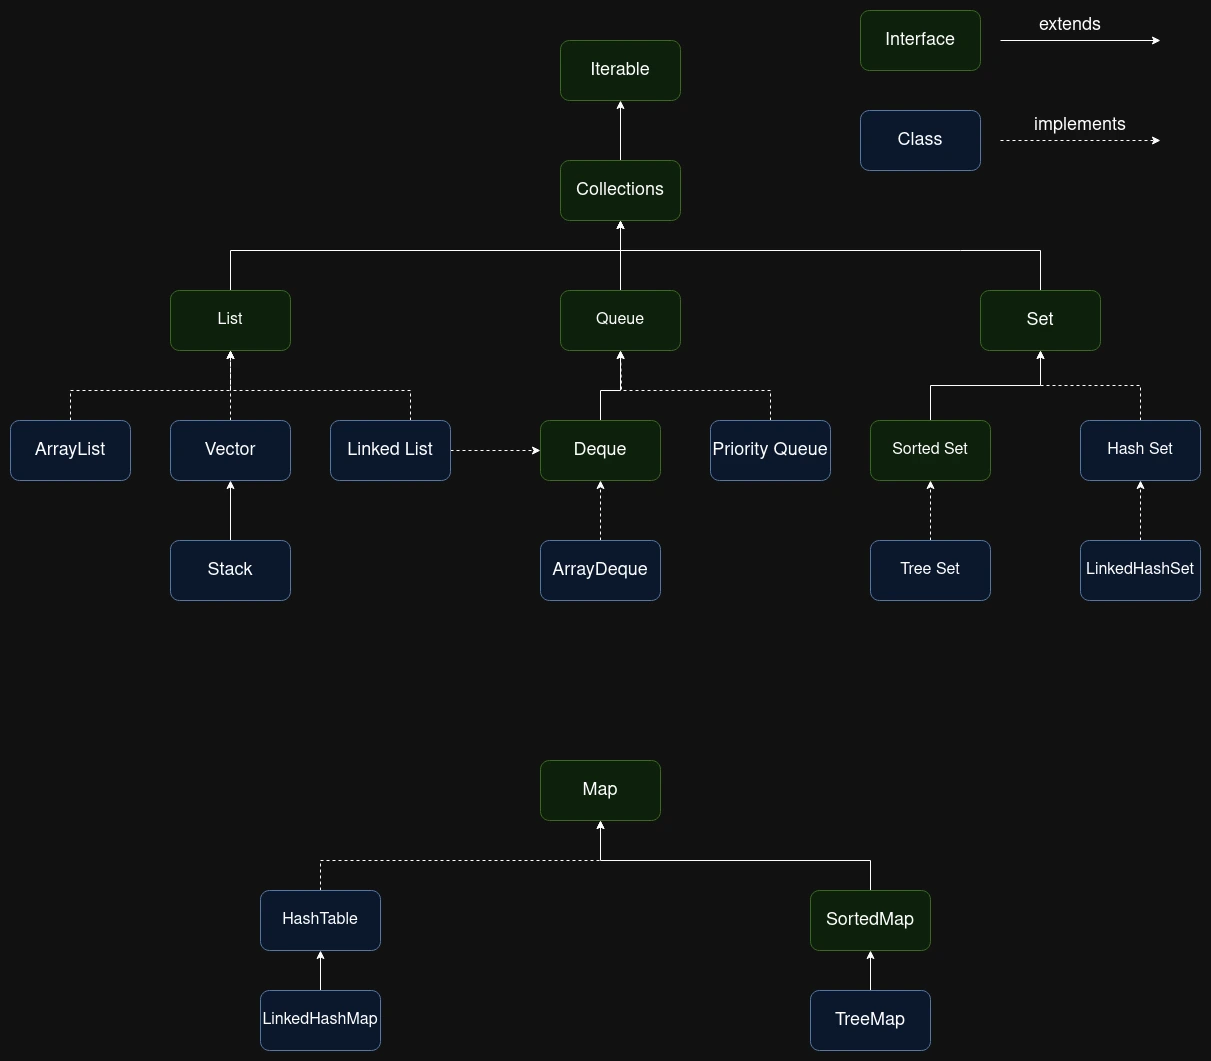 Interface
extends
Iterable
Class
implements
Collections
List
Queue
Set
ArrayList
Vector
Linked List
Deque
Priority Queue
Sorted Set
Hash Set
Stack
ArrayDeque
Tree Set
LinkedHashSet
Map
HashTable
SortedMap
LinkedHashMap
TreeMap